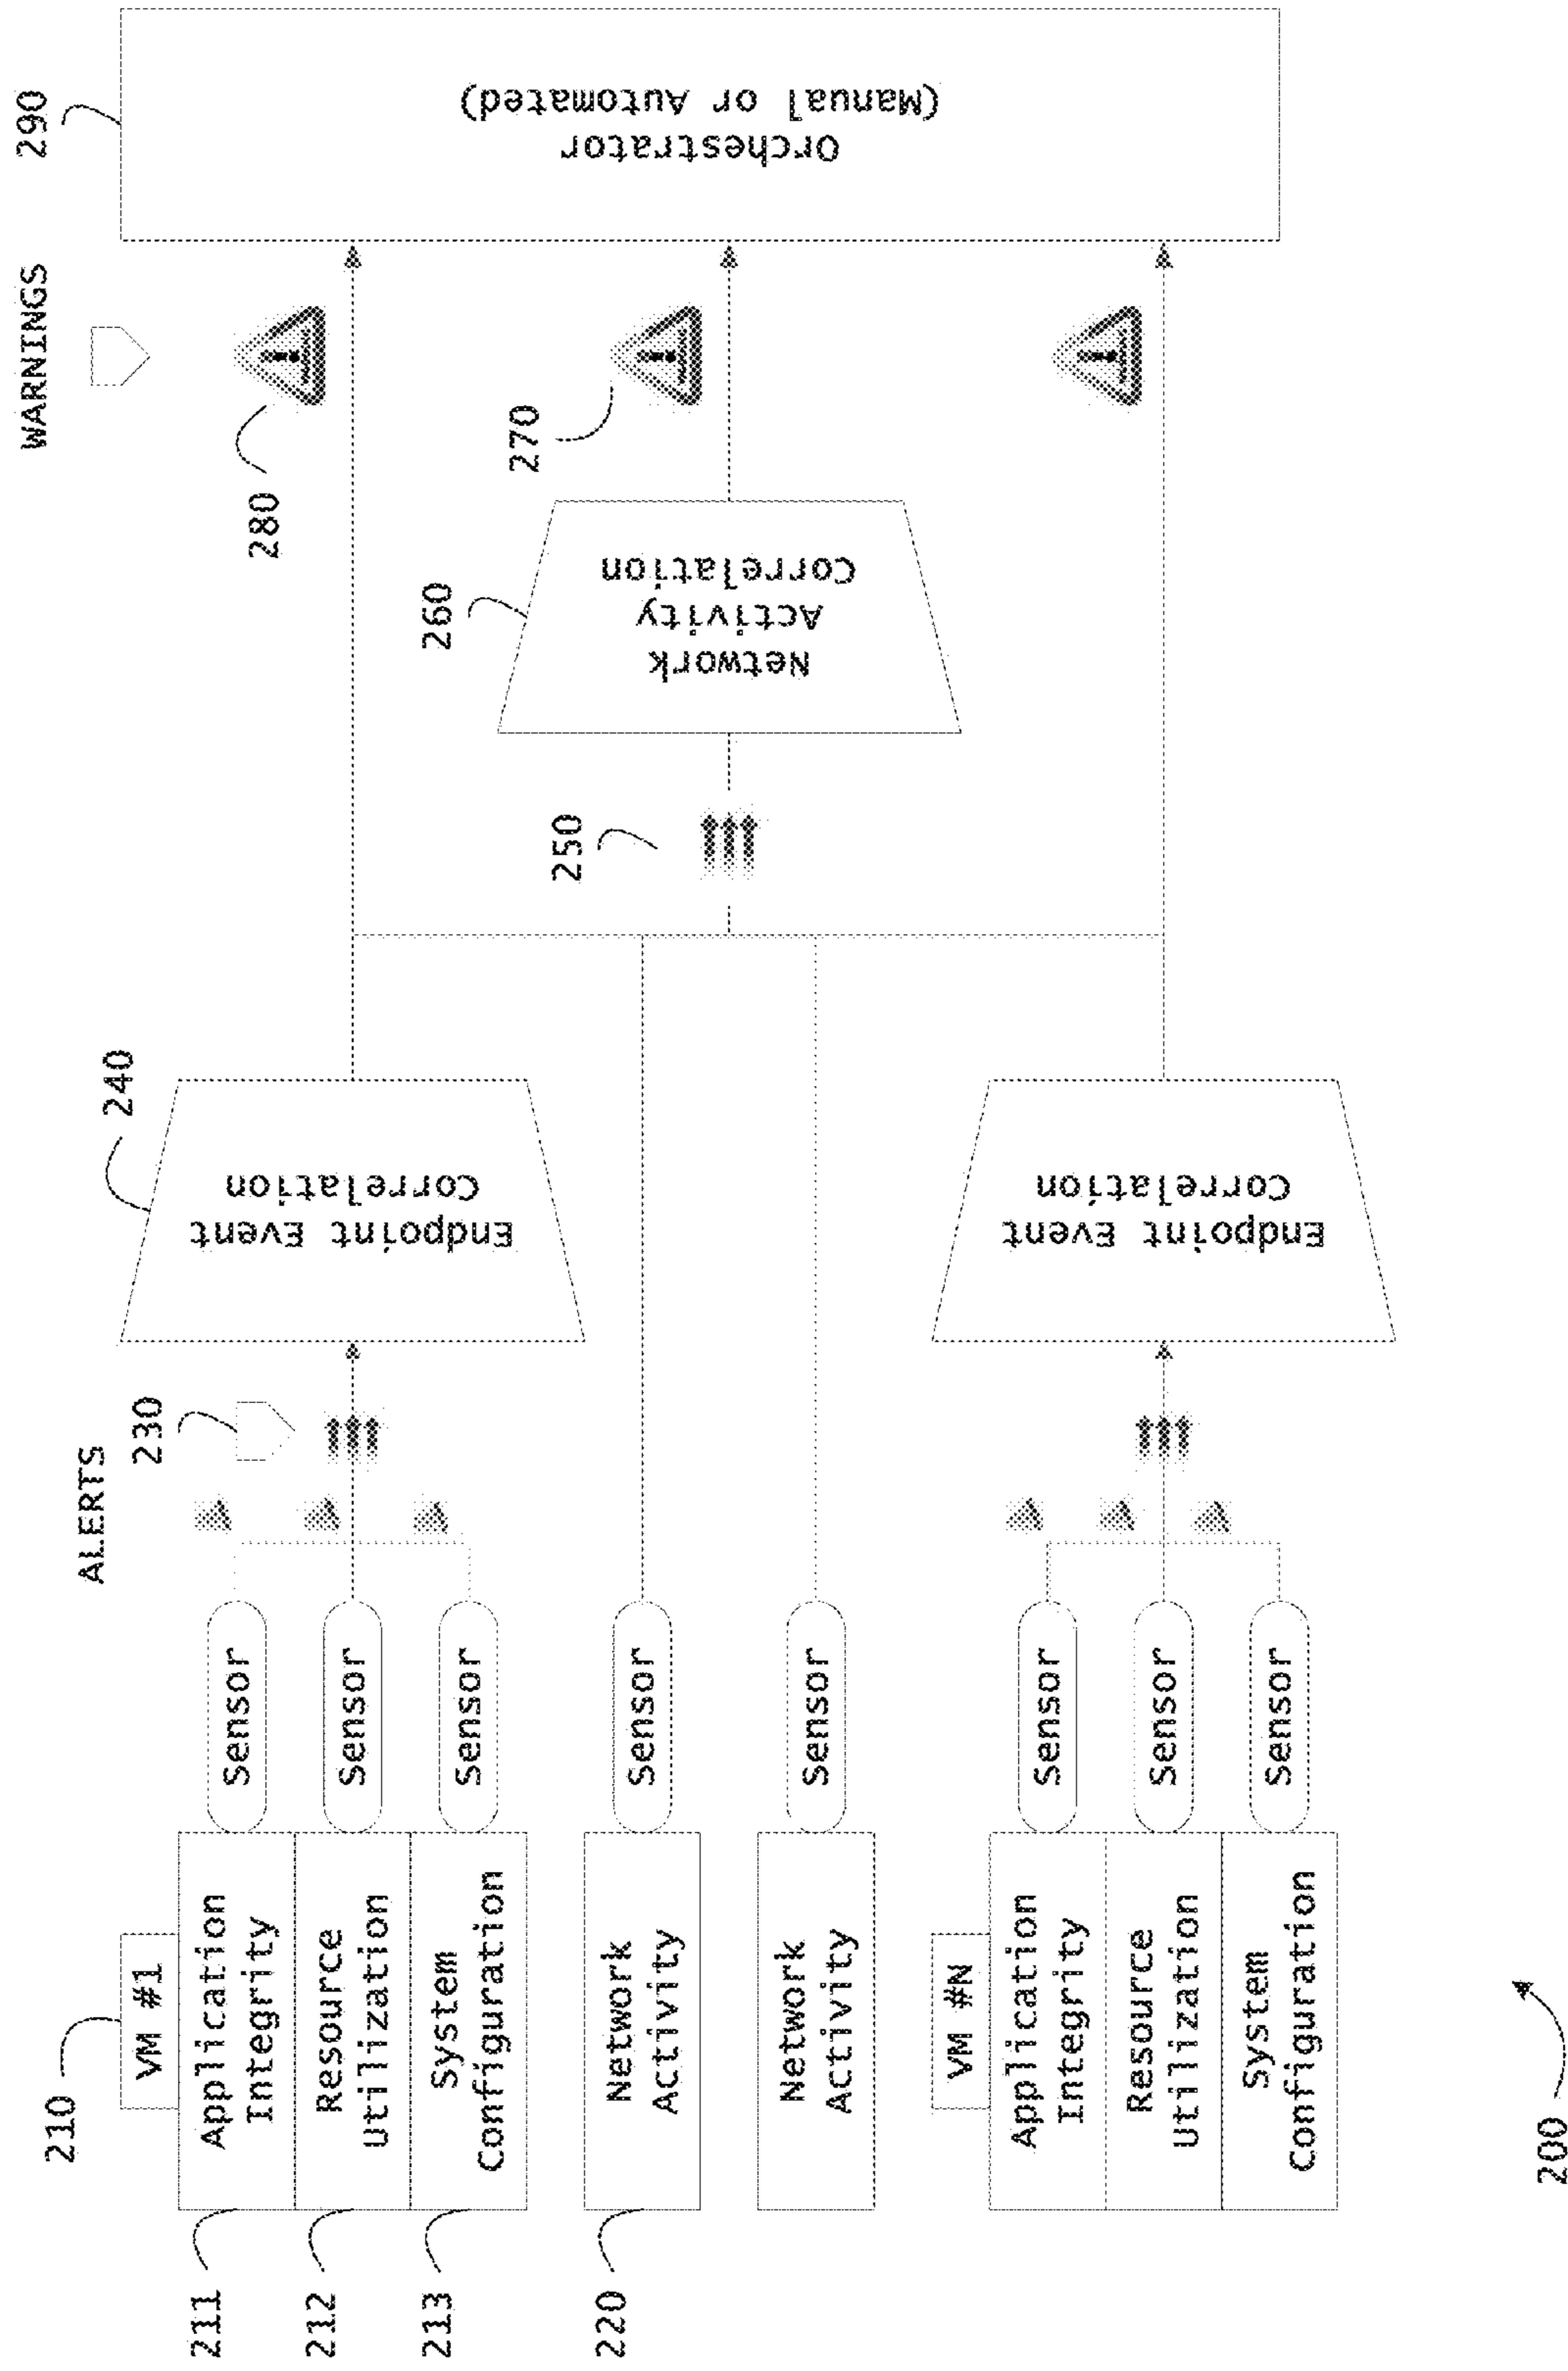 WARNINGS
ALERTS
290
280
270
260
250
240
230
210
211
212
213
220
VM #1
Application
Integrity
Resource
Utilization
System
Configuration
Sensor
Sensor
Sensor
Network
Activity
Sensor
Network
Activity
Sensor
VM #N
Application
Integrity
Resource
Utilization
System
Configuration
Sensor
Sensor
Sensor
Endpoint Event
Correlation
Endpoint Event
Correlation
Network
Activity
Correlation
Orchestrator
(Manual or Automated)
200